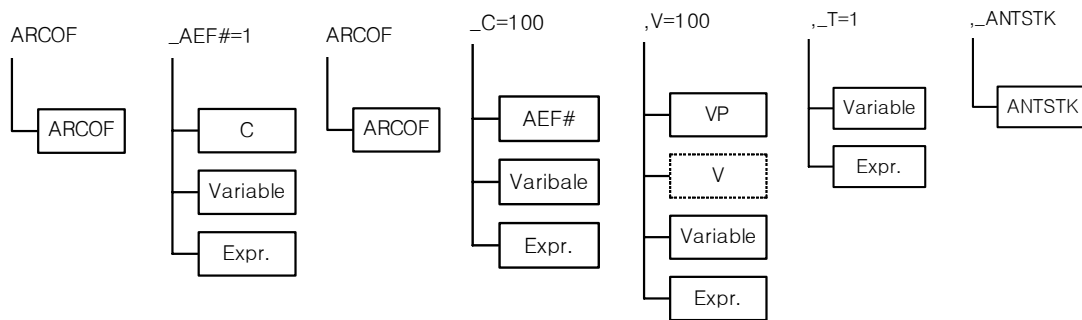 ARCOF
_AEF#=1
ARCOF
_C=100
,V=100
,_T=1
,_ANTSTK
ARCOF
C
Variable
Expr.
ARCOF
AEF#
Varibale
Expr.
VP
V
Variable
Expr.
Variable
Expr.
ANTSTK